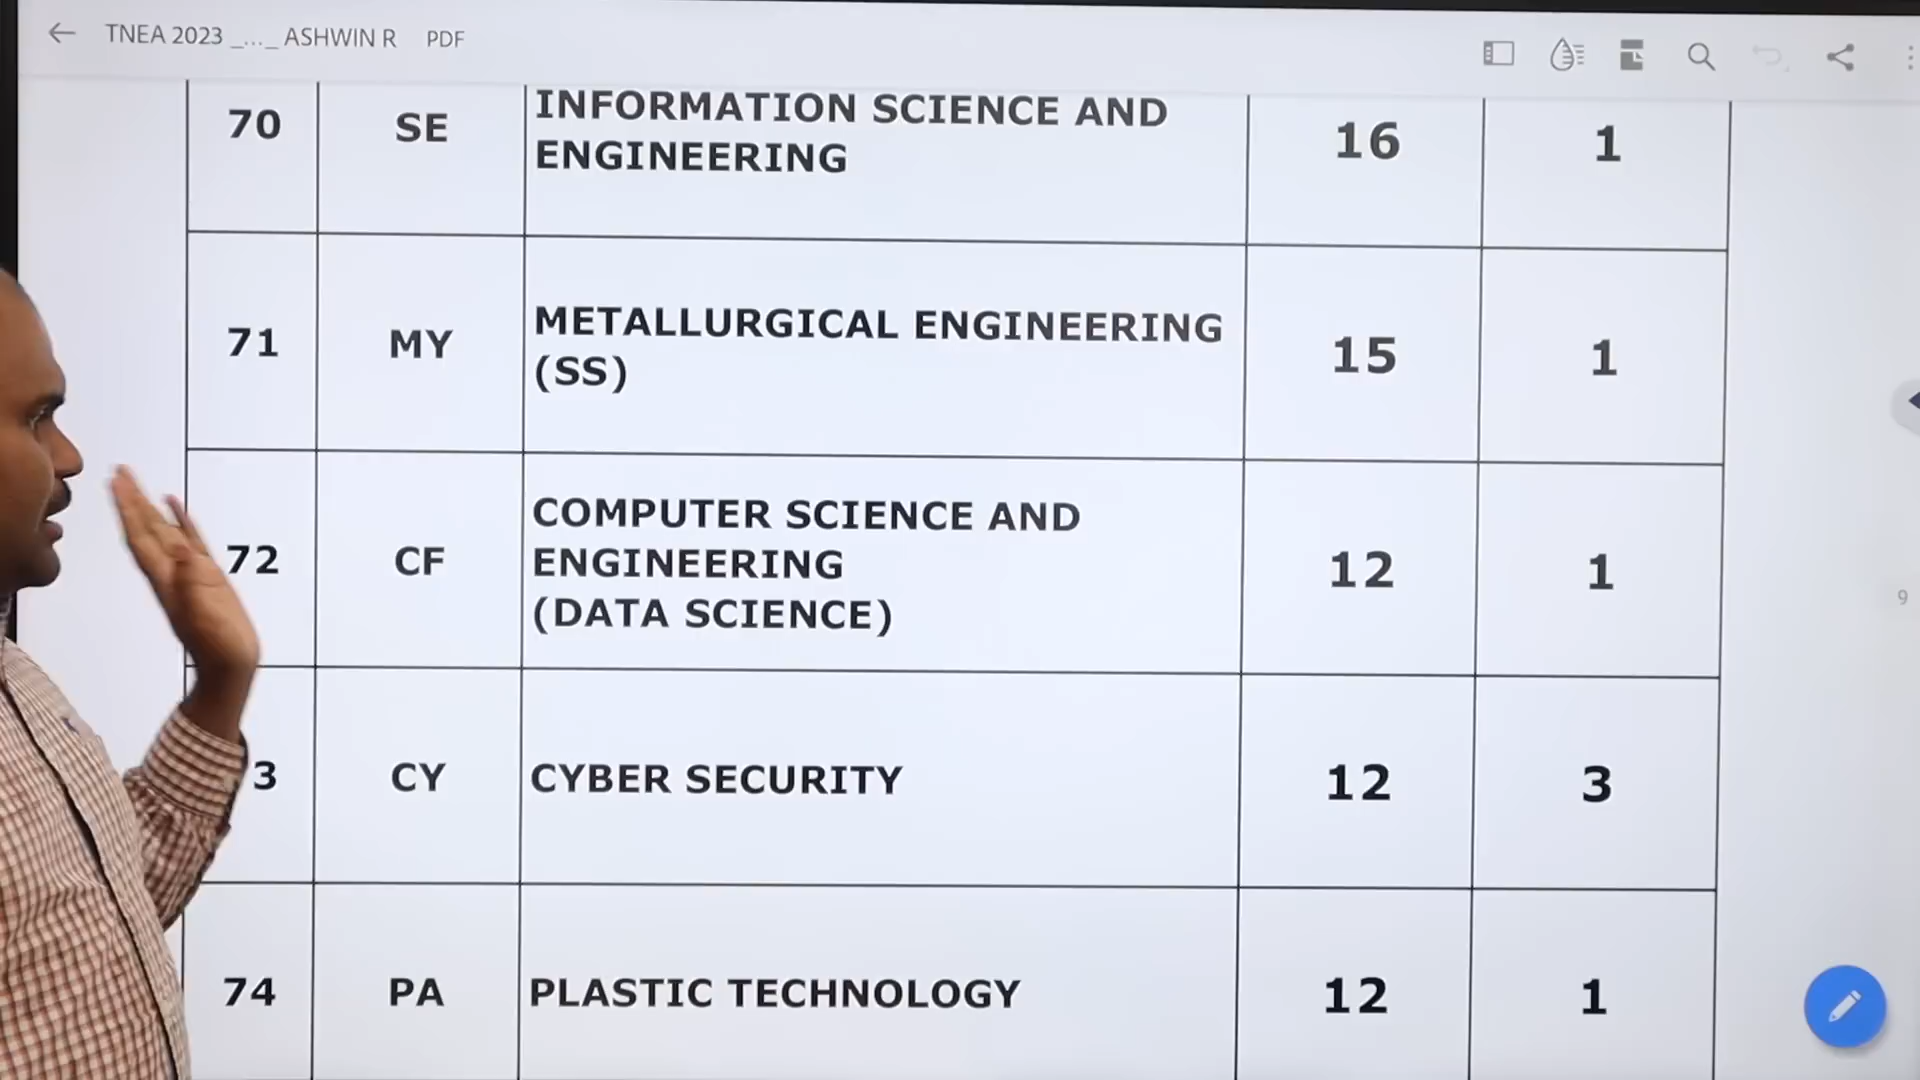 TNEA 2023 _..._ ASHWIN R PDF
70 SE INFORMATION SCIENCE AND
ENGINEERING 16 1
71 MY METALLURGICAL ENGINEERING
(SS) 15 1
72 CF COMPUTER SCIENCE AND
ENGINEERING
(DATA SCIENCE) 12 1
3 CY CYBER SECURITY 12 3
74 PA PLASTIC TECHNOLOGY 12 1
9